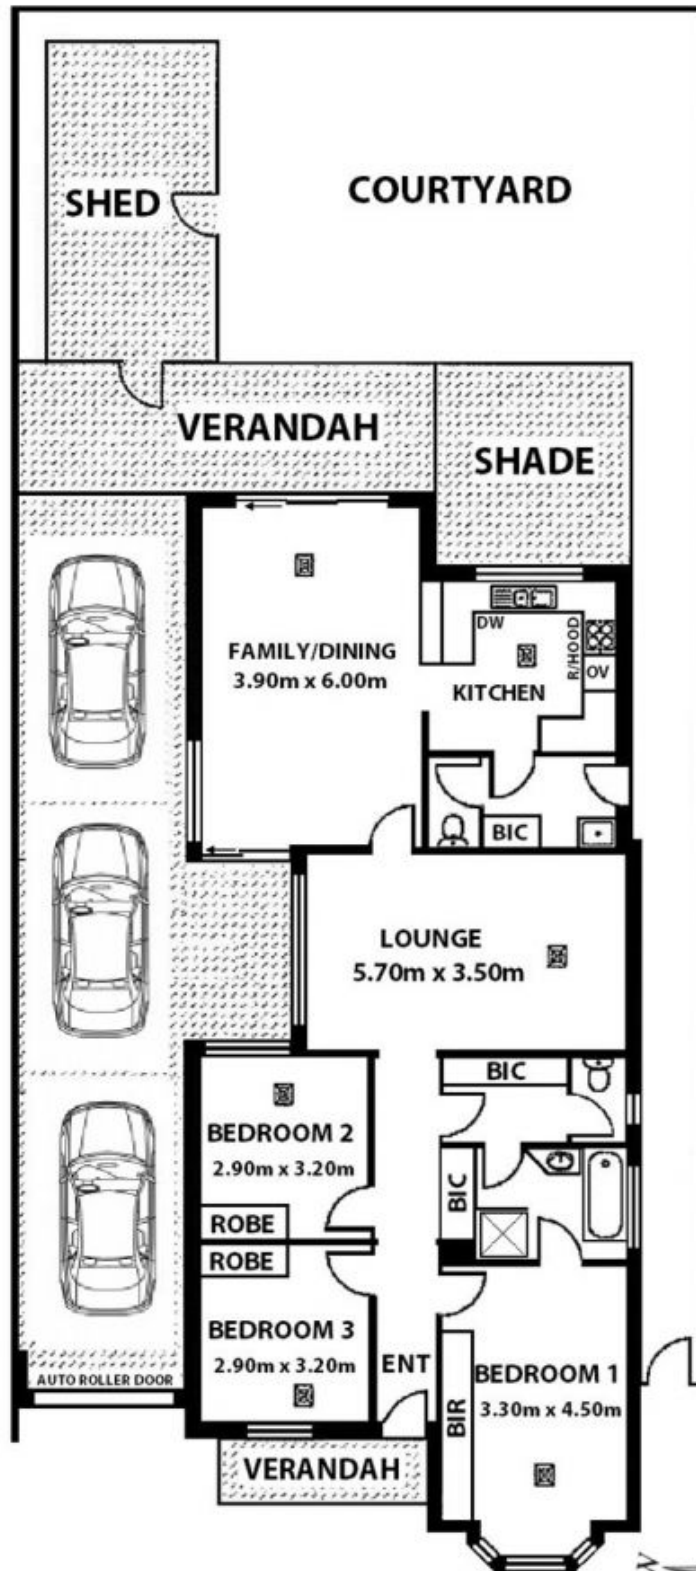 COURTYARD
SHED
VERANDAH
SHADE
FAMILY/DINING
3.90m x 6.00m
DW
R/HOOD
OV
KITCHEN
BIC
LOUNGE
5.70m x 3.50m
BIC
BEDROOM 2
2.90m x 3.20m
BIC
ROBE
ROBE
BEDROOM 3
2.90m x 3.20m
ENT
BEDROOM 1
3.30m x 4.50m
BIR
AUTO ROLLER DOOR
VERANDAH